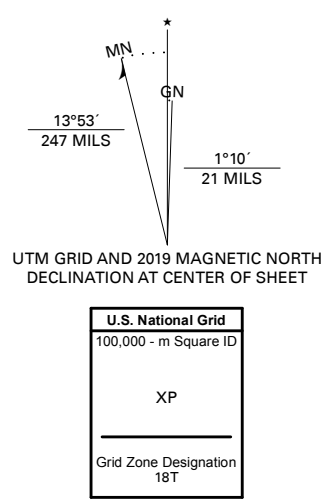 MN
GN
13°53´
247 MILS
1°10´
21 MILS
UTM GRID AND 2019 MAGNETIC NORTH
DECLINATION AT CENTER OF SHEET
U.S. National Grid
100,000 - m Square ID
XP
Grid Zone Designation
18T